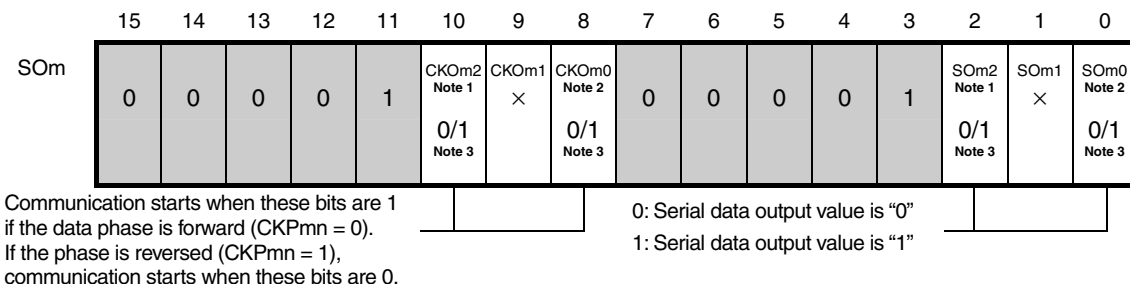 15 14 13 12 11 10 9 8 7 6 5 4 3 2 1 0
SOm
0 0 0 0 1 CKOm2 Note 1 0/1 Note 3 CKOm1 × CKOm0 Note 2 0/1 Note 3 0 0 0 0 1 SOm2 Note 1 0/1 Note 3 SOm1 × SOm0 Note 2 0/1 Note 3
Communication starts when these bits are 1
if the data phase is forward (CKPmn = 0).
If the phase is reversed (CKPmn = 1),
communication starts when these bits are 0.
0: Serial data output value is “0”
1: Serial data output value is “1”